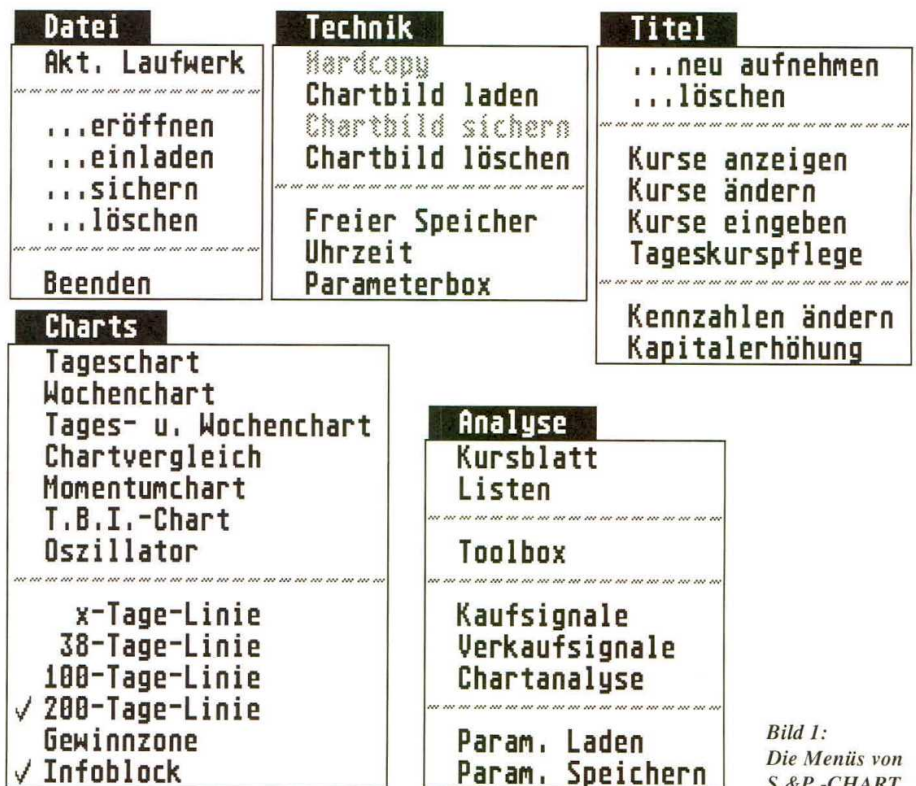 Datei
Akt. Laufwerk
...eröffnen
...einladen
...sichern
...löschen
Beenden
Technik
Hardcopy
Chartbild laden
Chartbild sichern
Chartbild löschen
Freier Speicher
Uhrzeit
Parameterbox
Titel
...neu aufnehmen
...löschen
Kurse anzeigen
Kurse ändern
Kurse eingeben
Tageskurspflege
Kennzahlen ändern
Kapitalerhöhung
Charts
Tageschart
Wochenchart
Tages- u. Wochenchart
Chartvergleich
Momentumchart
T.B.I.-Chart
Oszillator
x-Tage-Linie
38-Tage-Linie
100-Tage-Linie
✓ 200-Tage-Linie
Gewinnzone
✓ Infoblock
Analyse
Kursblatt
Listen
Toolbox
Kaufsignale
Verkaufsignale
Chartanalyse
Param. Laden
Param. Speichern
Bild 1:
Die Menüs von
S.&P.-CHART